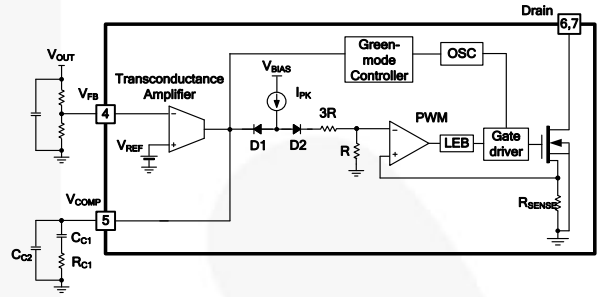 Drain
6,7
VOUT
VFB
4
Transconductance
Amplifier
VREF
VBIAS
IPK
D1
D2
3R
R
Green-
mode
Controller
OSC
PWM
LEB
Gate
driver
RSENSE
VCOMP
5
CC1
CC2
RC1